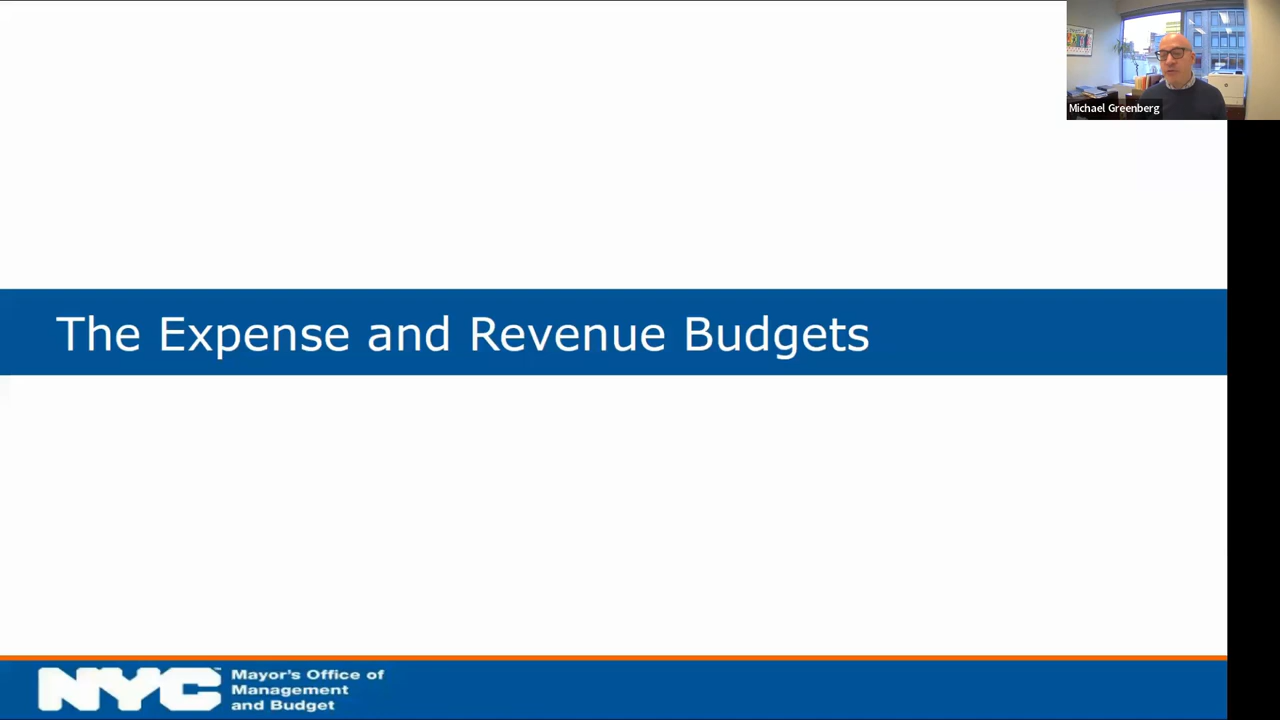 Michael Greenberg
The Expense and Revenue Budgets
NYC
Mayor's Office of
Management
and Budget